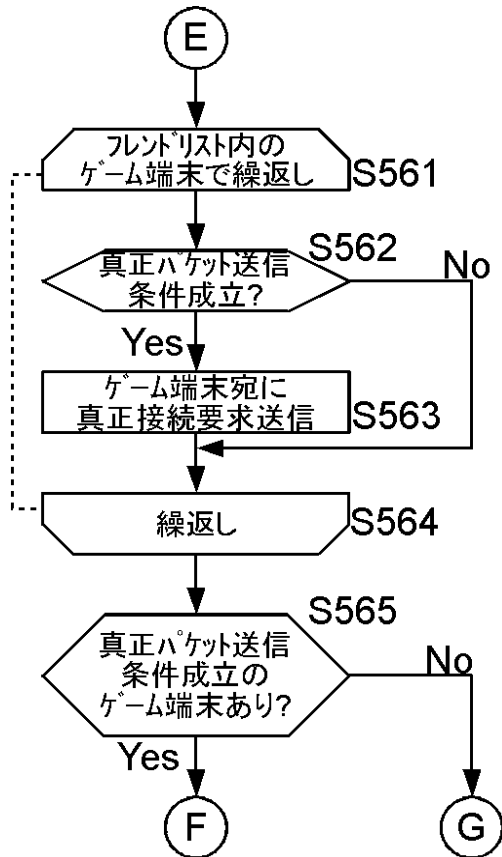 E
フレンドリスト内の
ゲーム端末で繰返し
S561
S562
真正パケット送信
条件成立?
No
Yes
ゲーム端末宛に
真正接続要求送信
S563
繰返し
S564
S565
真正パケット送信
条件成立の
ゲーム端末あり?
No
Yes
F
G